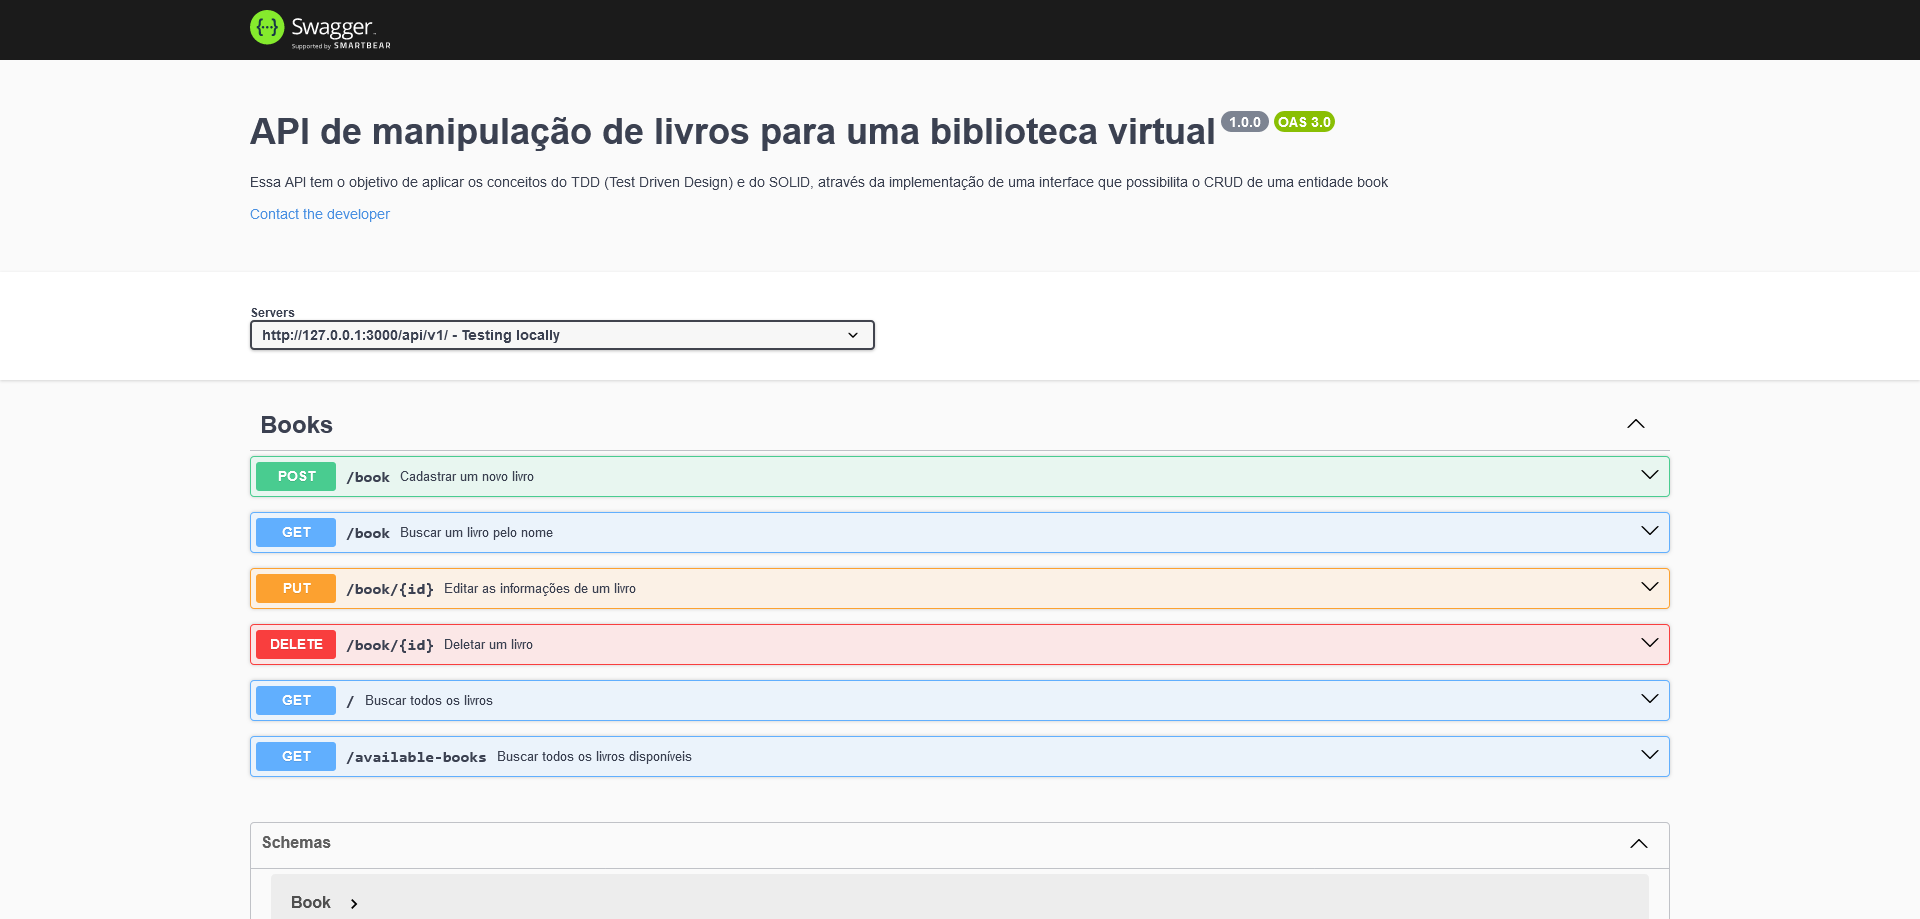 {···} Swagger.
Supported by SMARTBEAR
API de manipulação de livros para uma biblioteca virtual 1.0.0 OAS 3.0
Essa API tem o objetivo de aplicar os conceitos do TDD (Test Driven Design) e do SOLID, através da implementação de uma interface que possibilita o CRUD de uma entidade book
Contact the developer
Servers
http://127.0.0.1:3000/api/v1/ - Testing locally
Books
POST /book Cadastrar um novo livro
GET /book Buscar um livro pelo nome
PUT /book/{id} Editar as informações de um livro
DELETE /book/{id} Deletar um livro
GET / Buscar todos os livros
GET /available-books Buscar todos os livros disponíveis
Schemas
Book